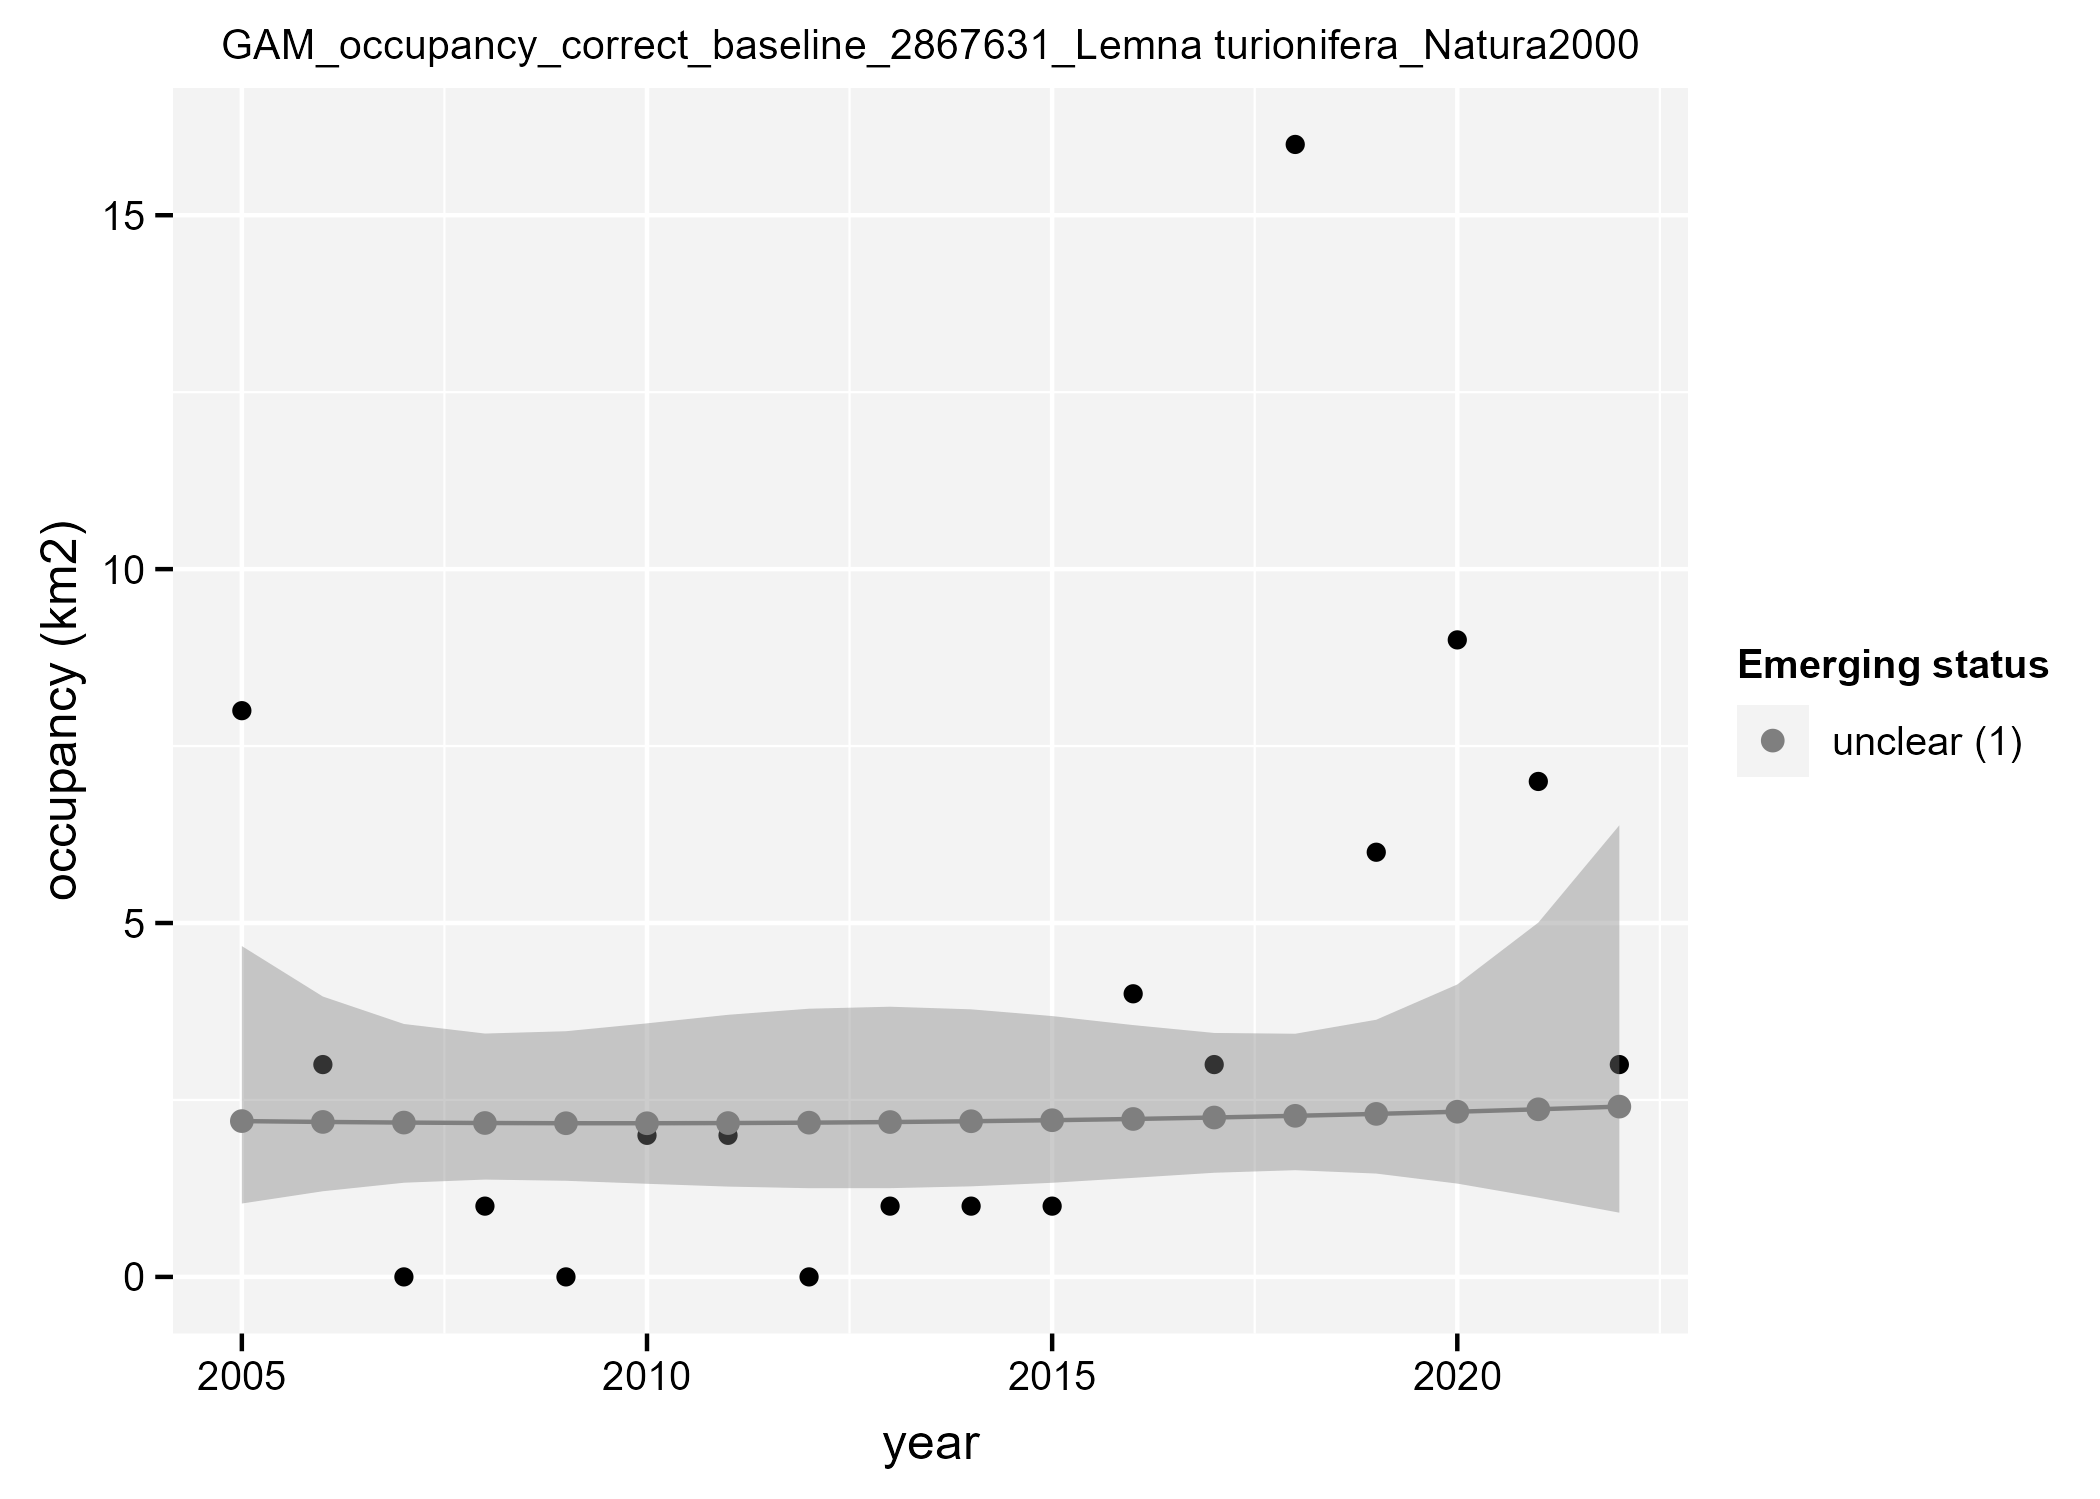 GAM_occupancy_correct_baseline_2867631_Lemna turionifera_Natura2000
15
10
5
0
occupancy (km2)
2005
2010
2015
2020
year
Emerging status
unclear (1)